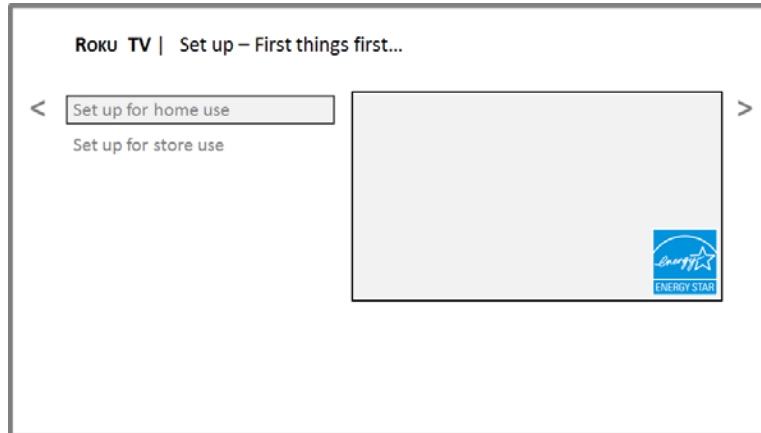 ROKU TV | Set up – First things first...
< Set up for home use >
Set up for store use
energy
ENERGY STAR